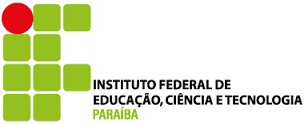 INSTITUTO FEDERAL DE
EDUCAÇÃO, CIÊNCIA E TECNOLOGIA
PARAÍBA